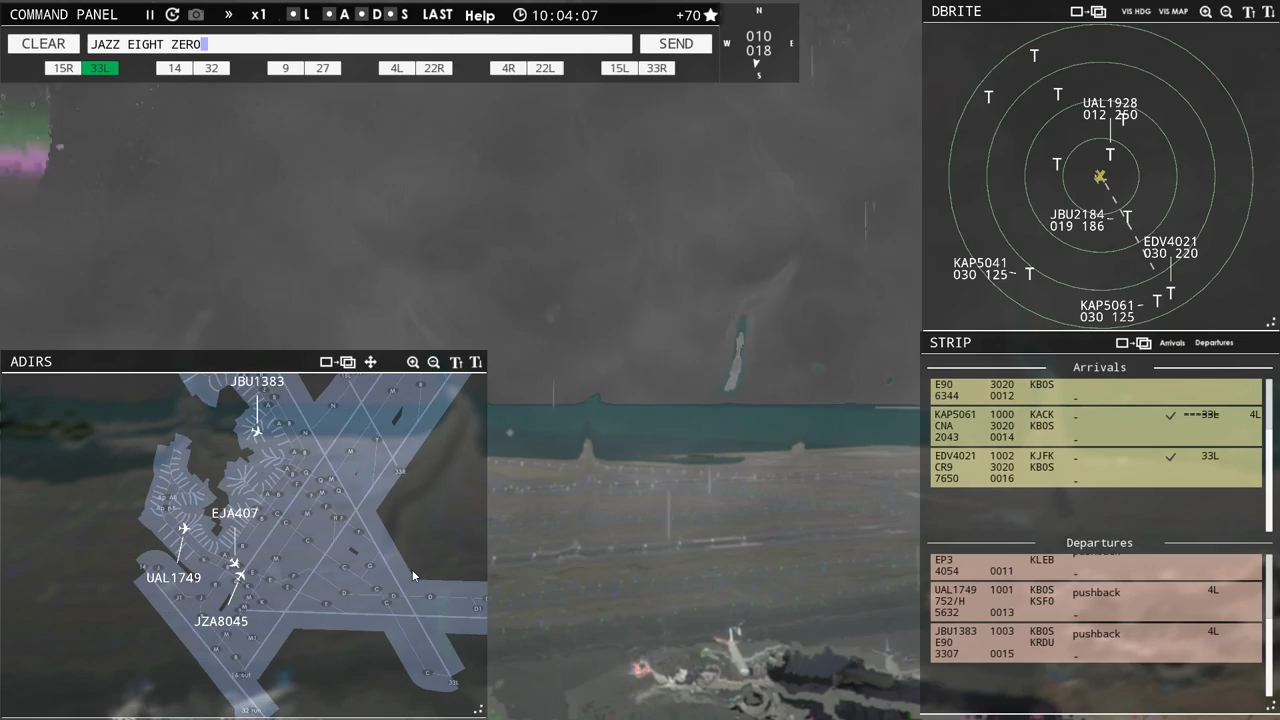 COMMAND PANEL x1 L A D S LAST Help 10:04:07 +70
CLEAR JAZZ EIGHT ZERO SEND
15R 33L 14 32 9 27 4L 22R 4R 22L 15L 33R
N
W 010 E
018
S
DBRITE VIS HDG VIS MAP
UAL1928
012 250
JBU2184
019 186
EDV4021
030 220
KAP5041
030 125
KAP5061
030 125
ADIRS
JBU1383
EJA407
UAL1749
JZA8045
STRIP Arrivals Departures
Arrivals
E90 3020 KBOS
6344 0012 -
KAP5061 1000 KACK 33L 4L
CNA 3020 KBOS
2043 0014 -
EDV4021 1002 KJFK 33L
CR9 3020 KBOS
7650 0016 -
Departures
pushback
EP3 KLEB
4054 0011 -
UAL1749 1001 KBOS pushback 4L
752/H KSFO
5632 0013 -
JBU1383 1003 KBOS pushback 4L
E90 KRDU
3307 0015 -